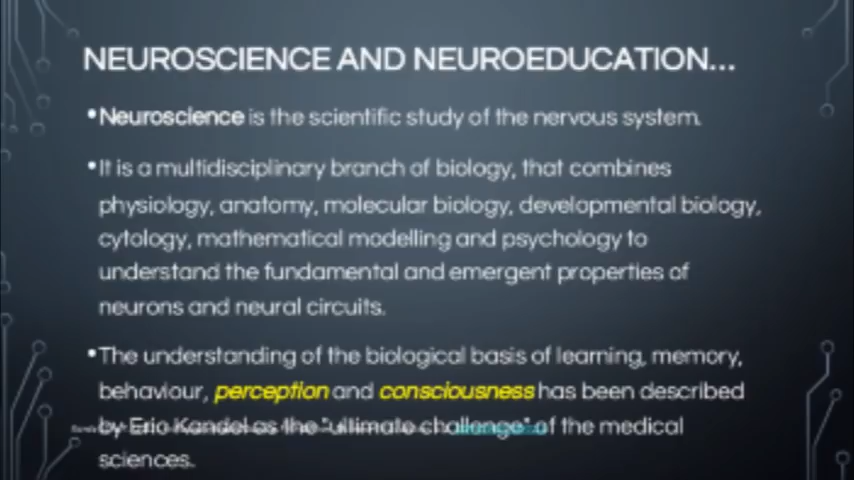 NEUROSCIENCE AND NEUROEDUCATION...
•Neuroscience is the scientific study of the nervous system.
•It is a multidisciplinary branch of biology, that combines
physiology, anatomy, molecular biology, developmental biology,
cytology, mathematical modelling and psychology to
understand the fundamental and emergent properties of
neurons and neural circuits.
•The understanding of the biological basis of learning, memory,
behaviour, perception and consciousness has been described
by Eric Kandel as the "ultimate challenge" of the medical
sciences.